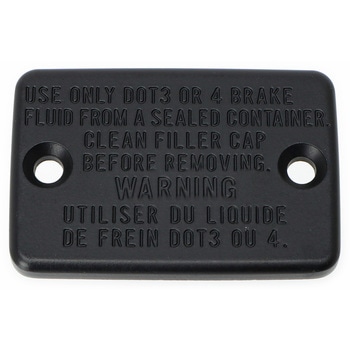 USE ONLY DOT3 OR 4 BRAKE
FLUID FROM A SEALED CONTAINER.
CLEAN FILLER CAP
BEFORE REMOVING.
WARNING
UTILISER DU LIQUIDE
DE FREIN DOT3 OU 4.